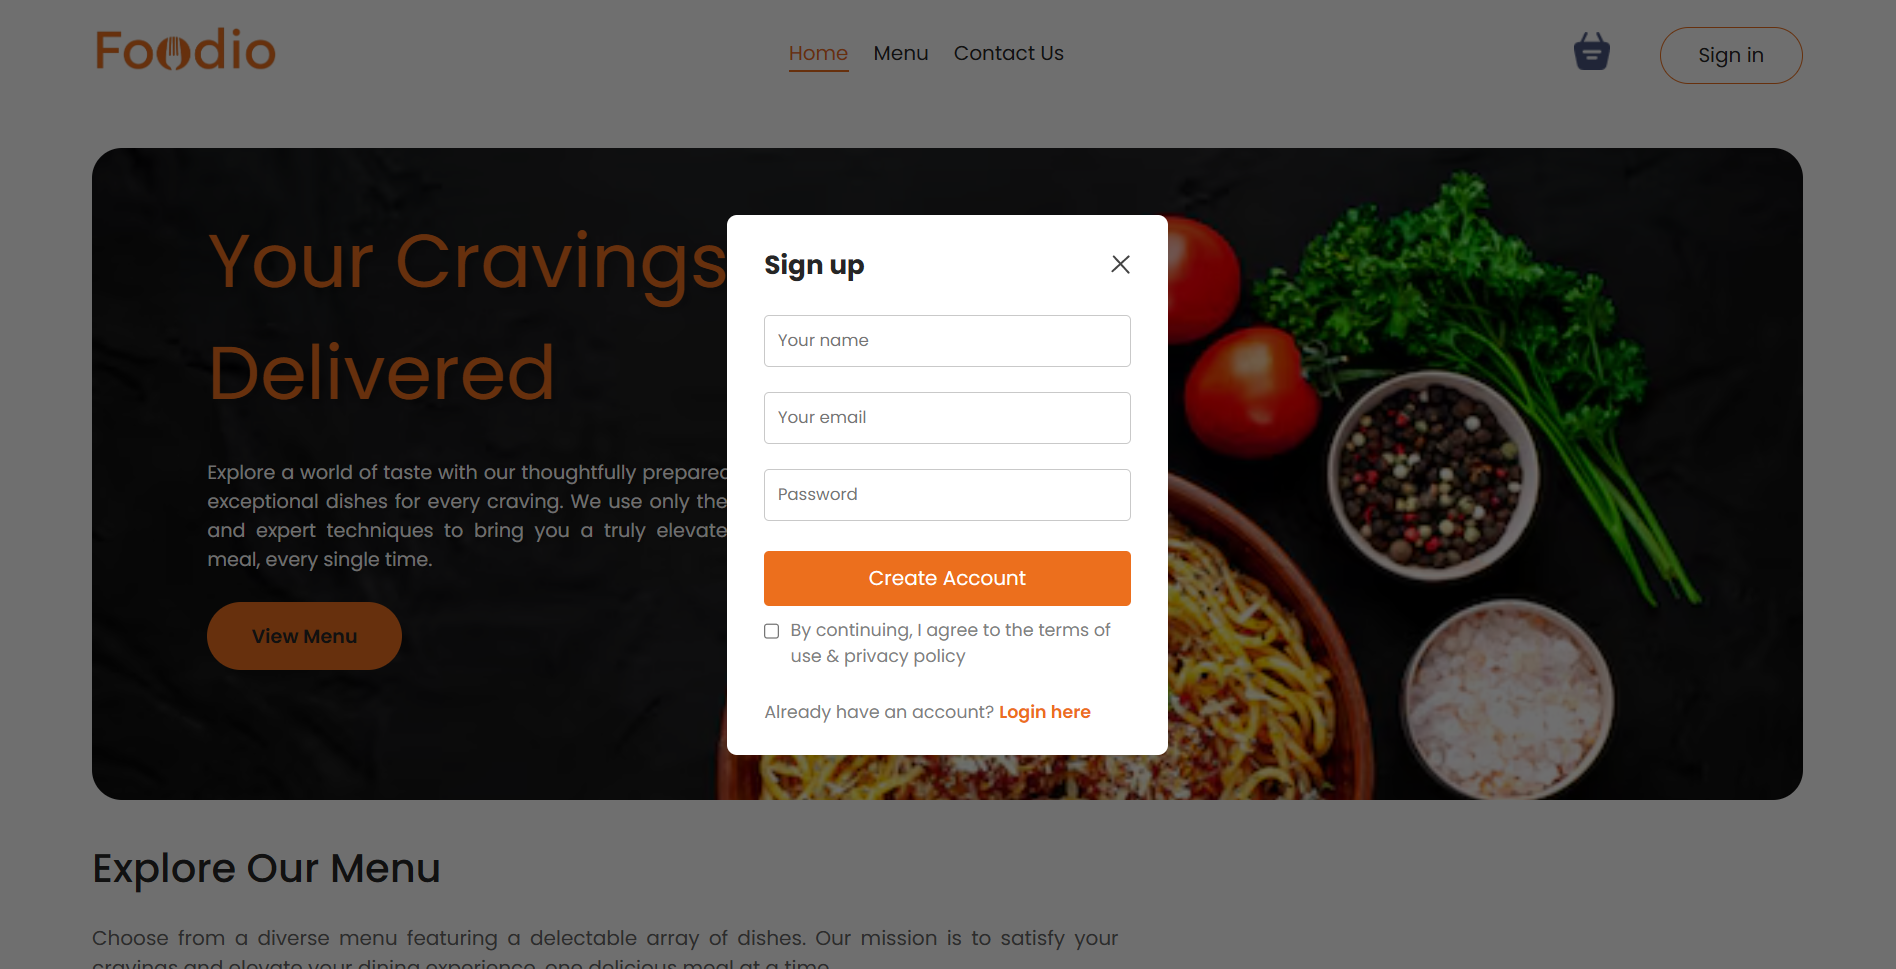 Foodio
Home Menu Contact Us
Sign in
Your Cravings
Delivered
Explore a world of taste with our thoughtfully prepared
exceptional dishes for every craving. We use only the
and expert techniques to bring you a truly elevate
meal, every single time.
View Menu
Sign up
Your name
Your email
Password
Create Account
By continuing, I agree to the terms of
use & privacy policy
Already have an account? Login here
Explore Our Menu
Choose from a diverse menu featuring a delectable array of dishes. Our mission is to satisfy your
cravings and elevate your dining experience, one delicious meal at a time.